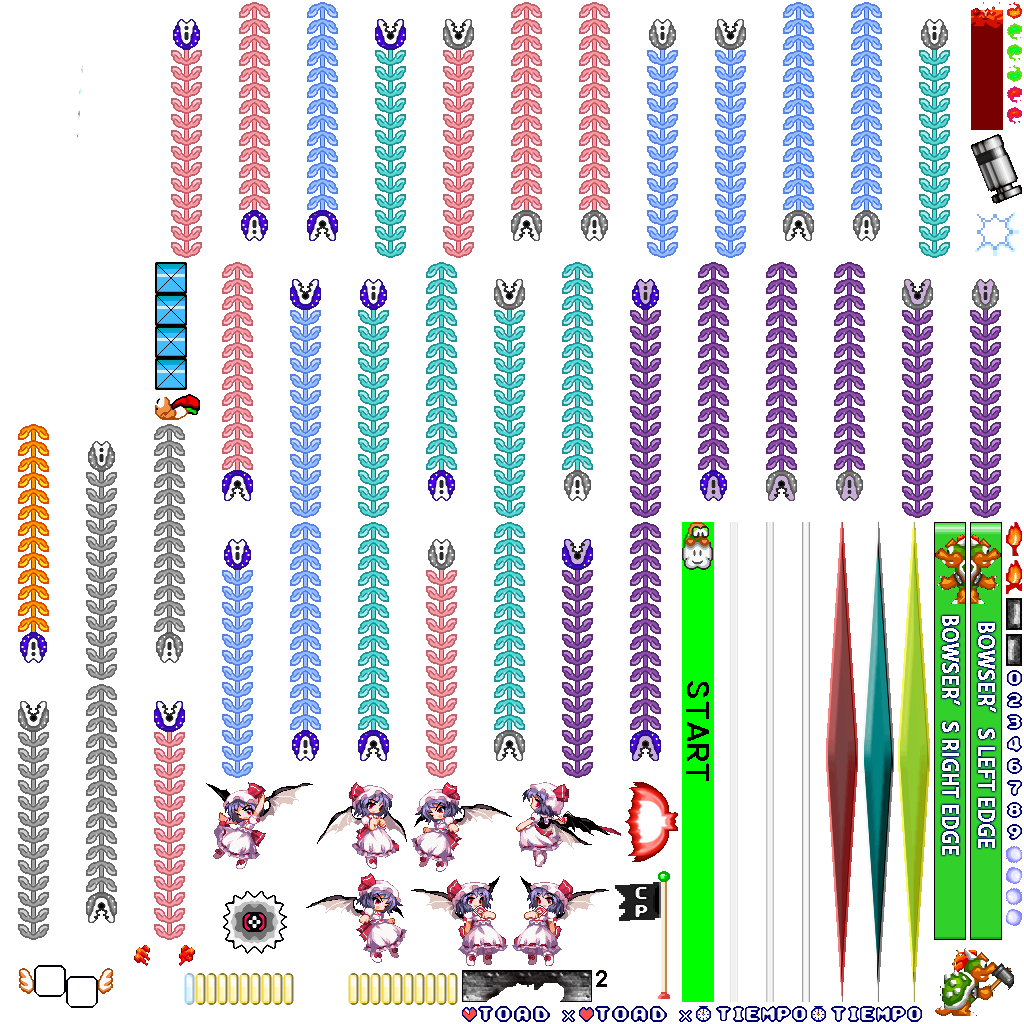 START
BOWSER' S RIGHT EDGE
BOWSER' S LEFT EDGE
0
2
3
4
6
7
8
9
C
P
2
TOAD ×
TOAD ×
TIEMPO
TIEMPO